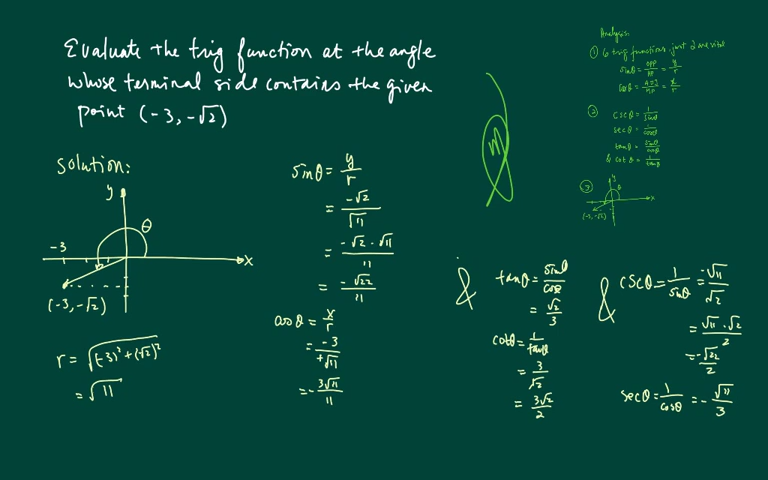 Evaluate the trig function at the angle
whose terminal side contains the given
point (-3, -√2)
Solution:
y
θ
-3
x
(-3, -√2)
r = √((-3)² + (√2)²)
= √11
sinθ = y/r
= -√2/√11
= -√2 · √11/11
= -√22/11
cosθ = x/r
= -3/+√11
= -3√11/11
& tanθ = sinθ/cosθ
= √2/3
cotθ = 1/tanθ
= 3/√2
= 3√2/2
& cscθ = 1/sinθ = -√11/√2
= √11 · √2/2
= -√22/2
secθ = 1/cosθ = -√11/3
Analysis:
① 6 trig functions, just 2 are vital
sinθ = opp/hyp = y/r
cosθ = adj/hyp = x/r
② cscθ = 1/sinθ
secθ = 1/cosθ
tanθ = sinθ/cosθ
& cotθ = 1/tanθ
③ y
θ
x
(-3, -√2)